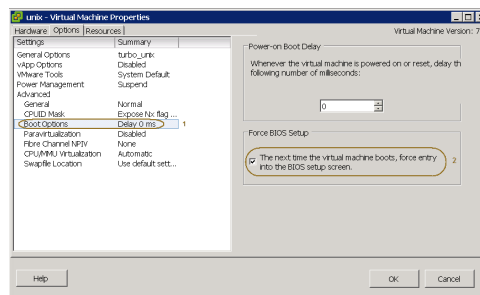 unix - Virtual Machine Properties
Hardware Options Resources
Virtual Machine Version: 7
Settings Summary
General Options turbo_unix
vApp Options Disabled
VMware Tools System Default
Power Management Suspend
Advanced
General Normal
CPUID Mask Expose Nx flag ...
Boot Options Delay 0 ms 1
Paravirtualization Disabled
Fibre Channel NPIV None
CPU/MMU Virtualization Automatic
Swapfile Location Use default sett...
Power-on Boot Delay
Whenever the virtual machine is powered on or reset, delay th
following number of milliseconds:
0
Force BIOS Setup
The next time the virtual machine boots, force entry
into the BIOS setup screen.
2
Help OK Cancel